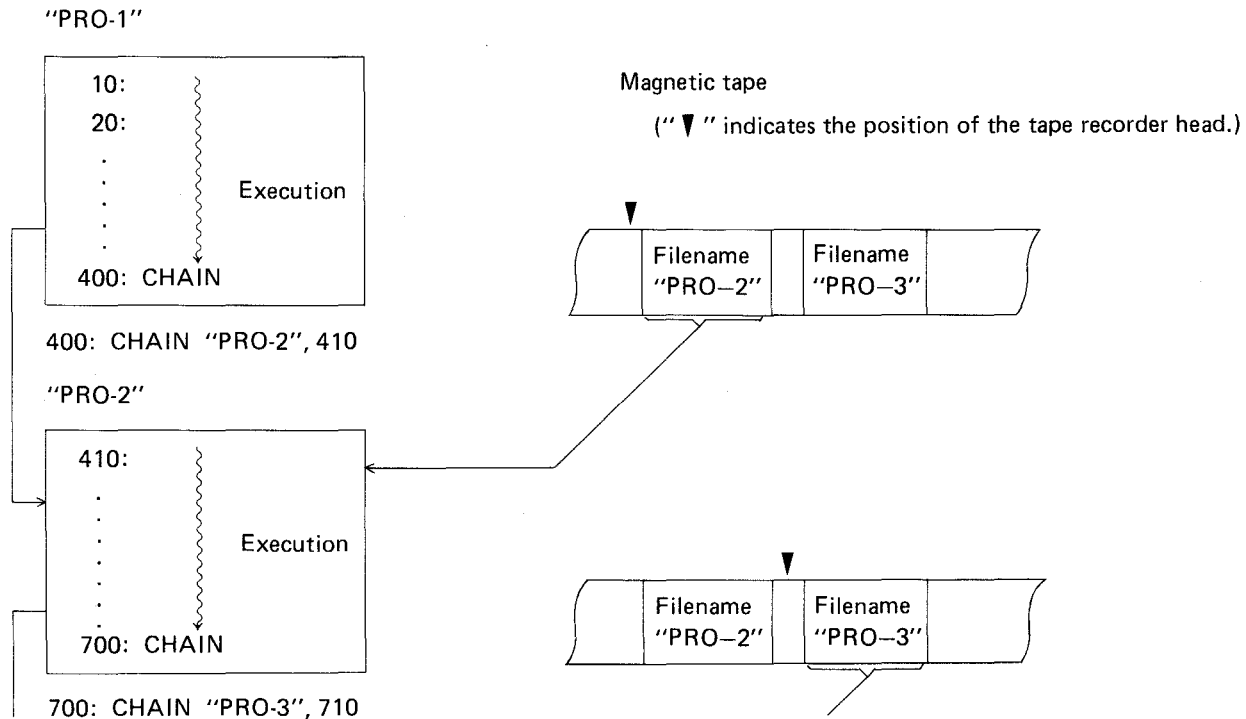 "PRO-1"
10:
20:
Execution
400: CHAIN
400: CHAIN "PRO-2", 410
Magnetic tape
("▼" indicates the position of the tape recorder head.)
Filename
"PRO—2"
Filename
"PRO—3"
"PRO-2"
410:
Execution
700: CHAIN
700: CHAIN "PRO-3", 710
Filename
"PRO—2"
Filename
"PRO—3"